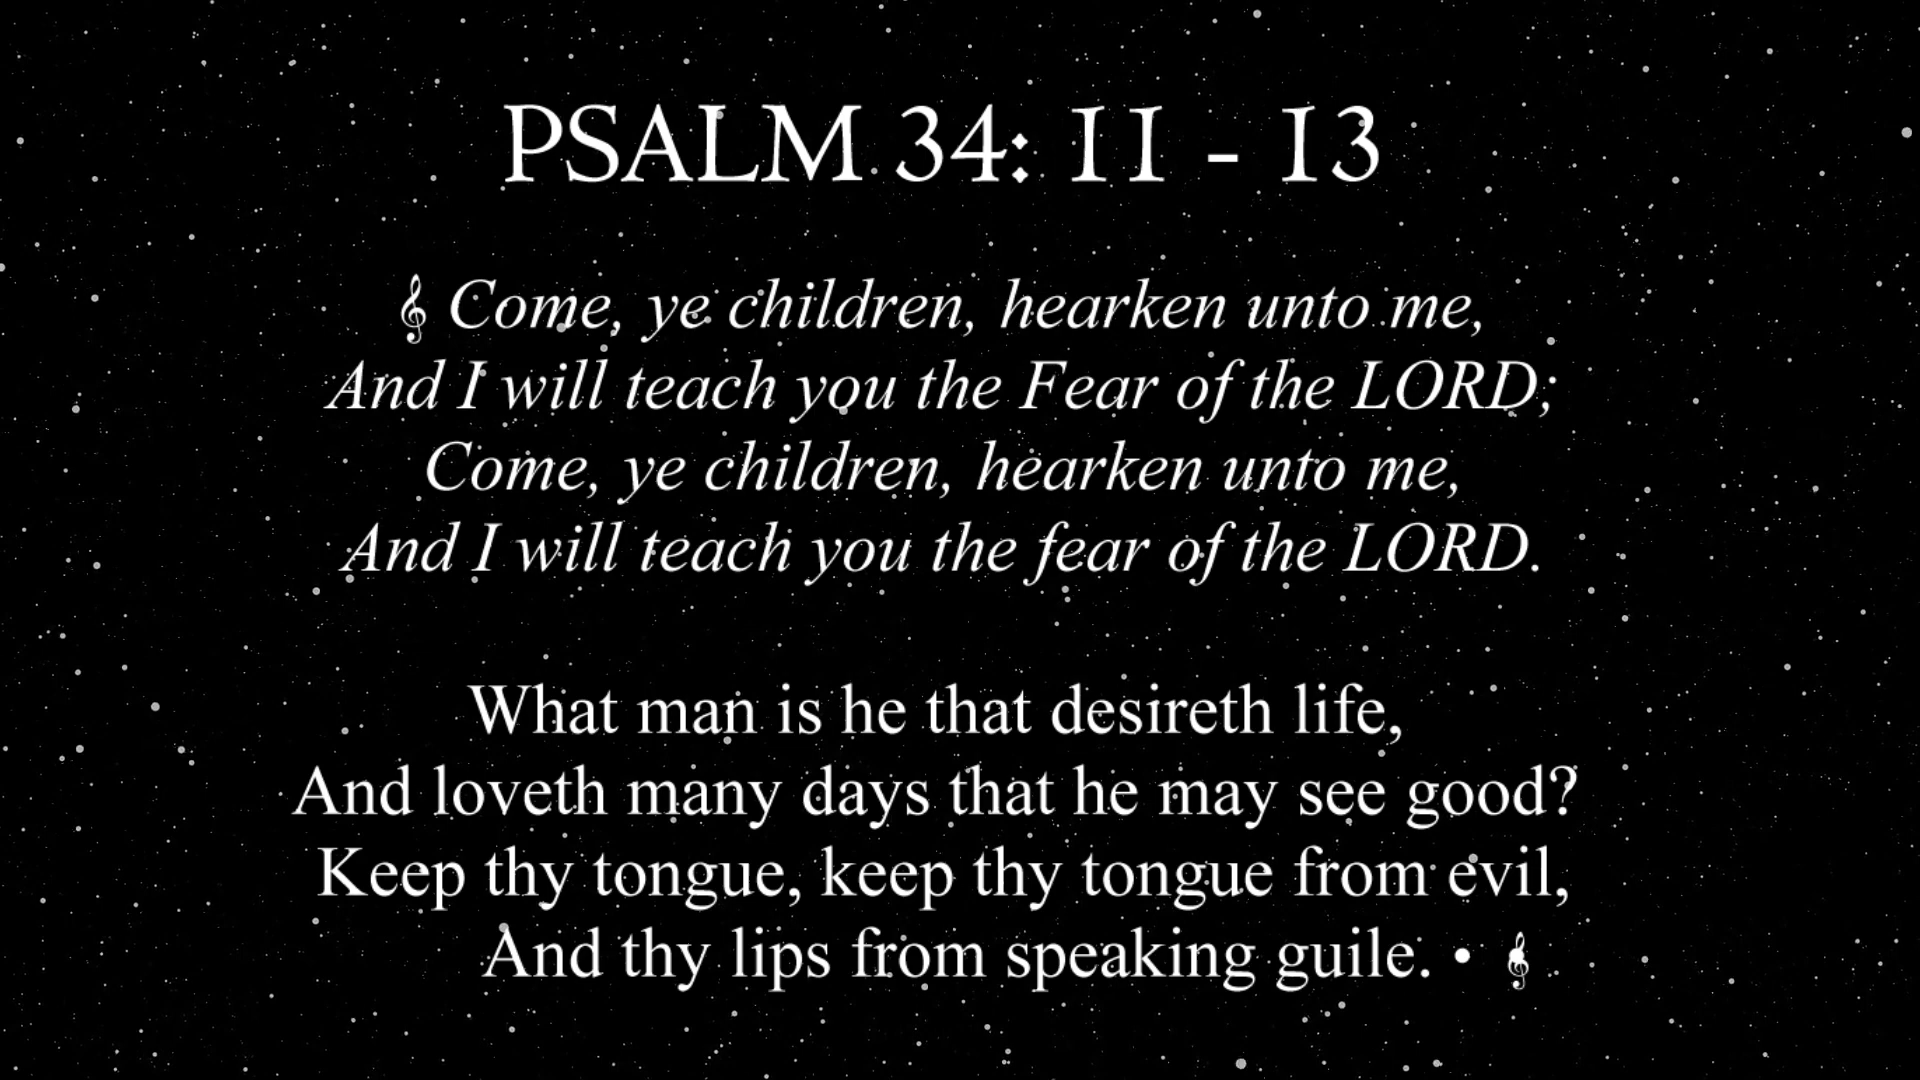 PSALM 34: 11 - 13
𝄞 Come, ye children, hearken unto me,
And I will teach you the Fear of the LORD;
Come, ye children, hearken unto me,
And I will teach you the fear of the LORD.
What man is he that desireth life,
And loveth many days that he may see good?
Keep thy tongue, keep thy tongue from evil,
And thy lips from speaking guile. • 𝄞